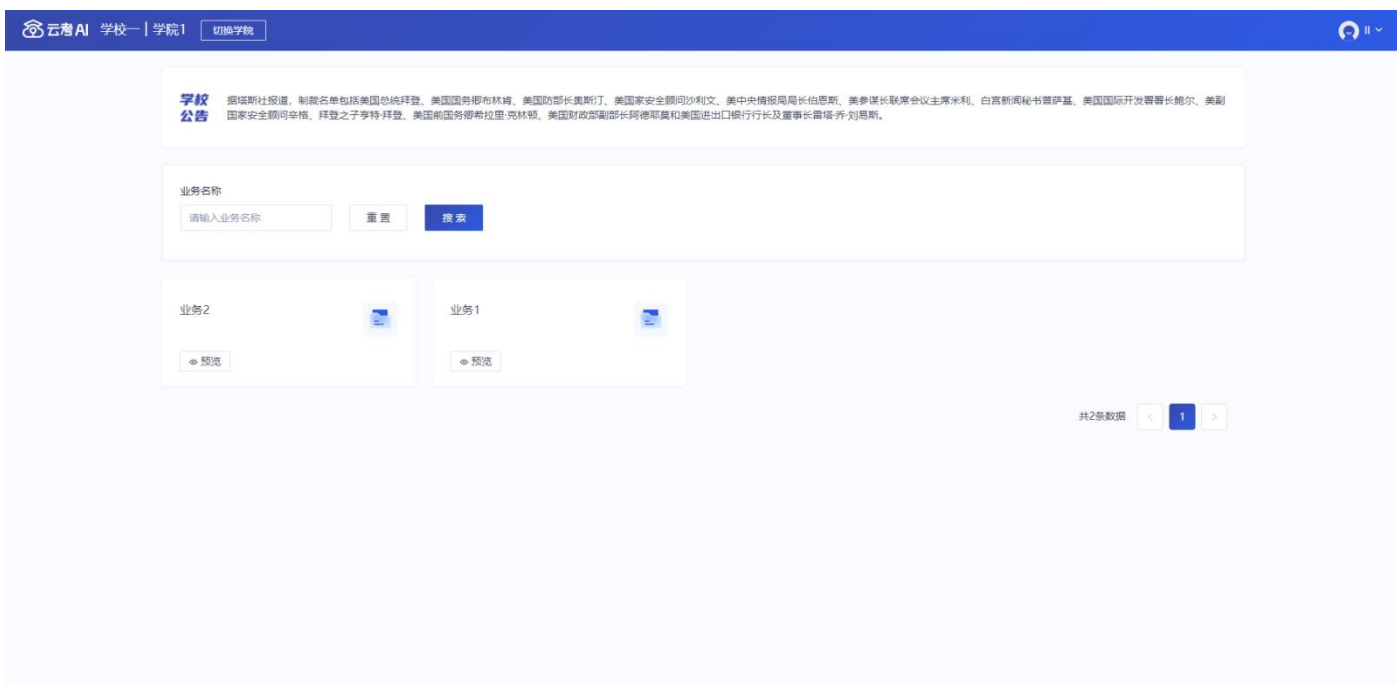 云考AI 学校一 | 学院1 切换学院 II
学校公告
据塔斯社报道，制裁名单包括美国总统拜登、美国国务卿布林肯、美国防部长奥斯汀、美国家安全顾问沙利文、美中央情报局局长伯恩斯、美参谋长联席会议主席米利、白宫新闻秘书普萨基、美国国际开发署署长鲍尔、美副
国家安全顾问辛格、拜登之子亨特·拜登、美国前国务卿希拉里·克林顿、美国财政部副部长阿德耶莫和美国进出口银行行长及董事长雷塔·乔·刘易斯。
业务名称
请输入业务名称 重置 搜索
业务2 业务1
预览 预览
共2条数据 < 1 >